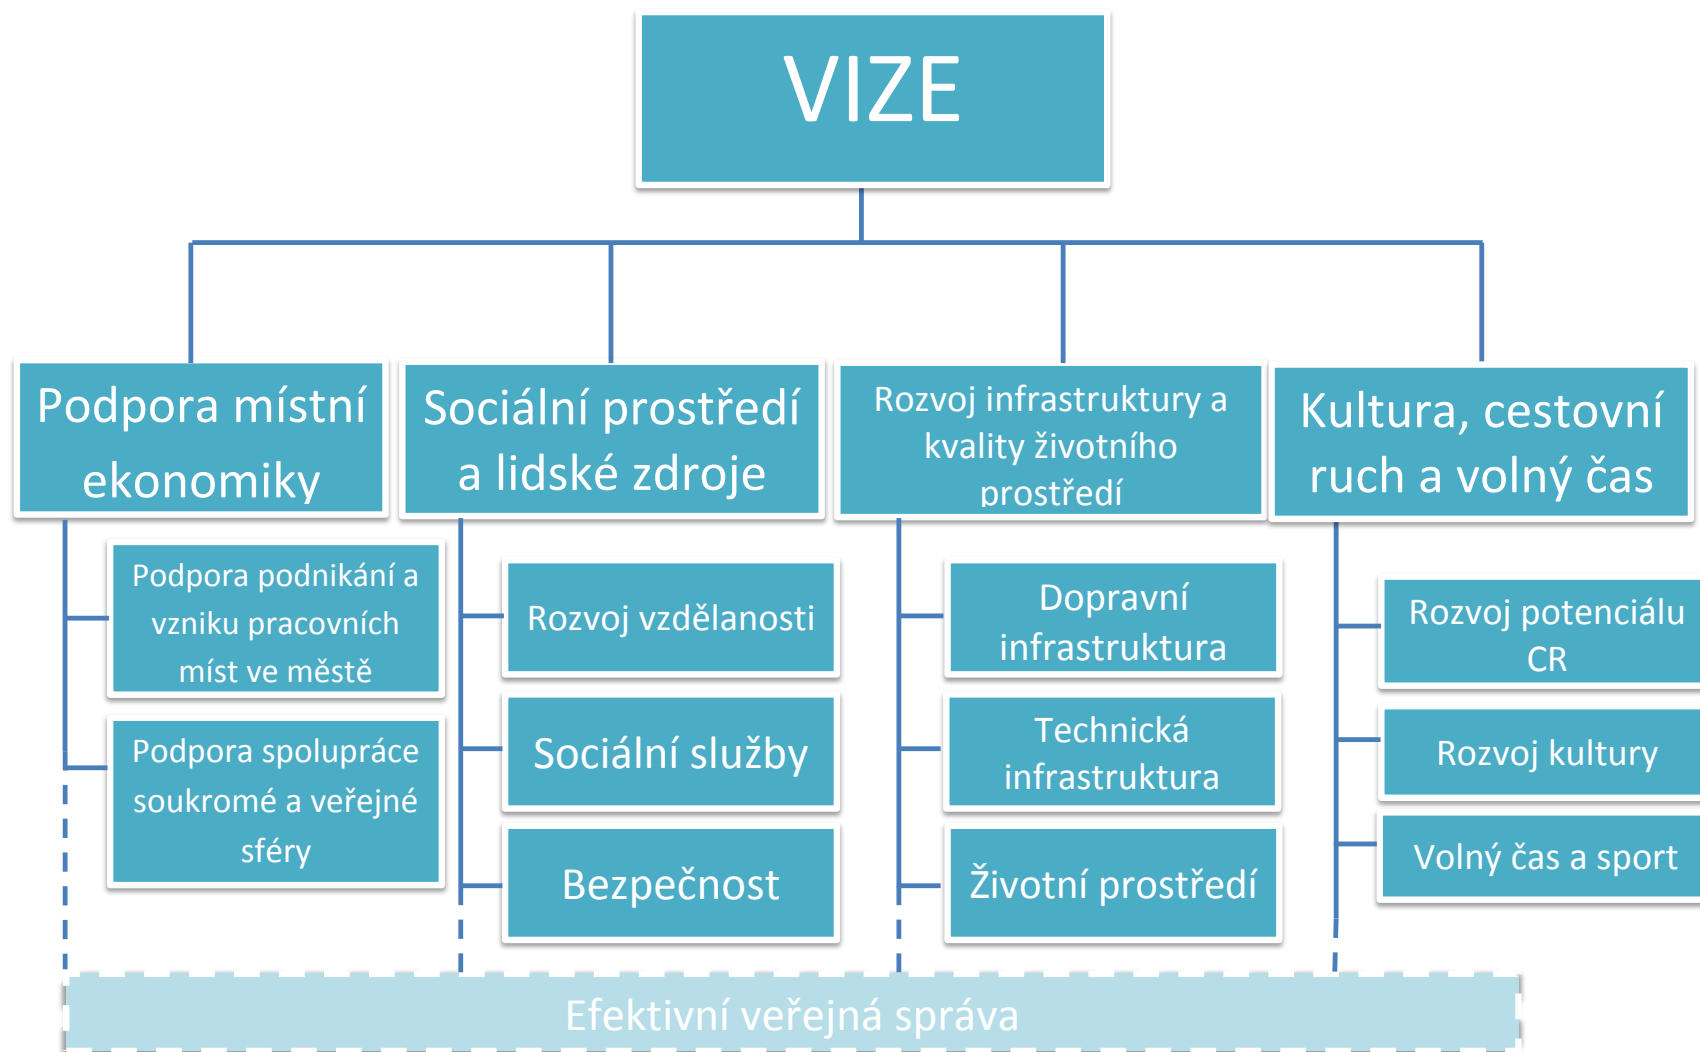 VIZE
Podpora místní
ekonomiky
Sociální prostředí
a lidské zdroje
Rozvoj infrastruktury a
kvality životního
prostředí
Kultura, cestovní
ruch a volný čas
Podpora podnikání a
vzniku pracovních
míst ve městě
Podpora spolupráce
soukromé a veřejné
sféry
Rozvoj vzdělanosti
Sociální služby
Bezpečnost
Dopravní
infrastruktura
Technická
infrastruktura
Životní prostředí
Rozvoj potenciálu
CR
Rozvoj kultury
Volný čas a sport
Efektivní veřejná správa